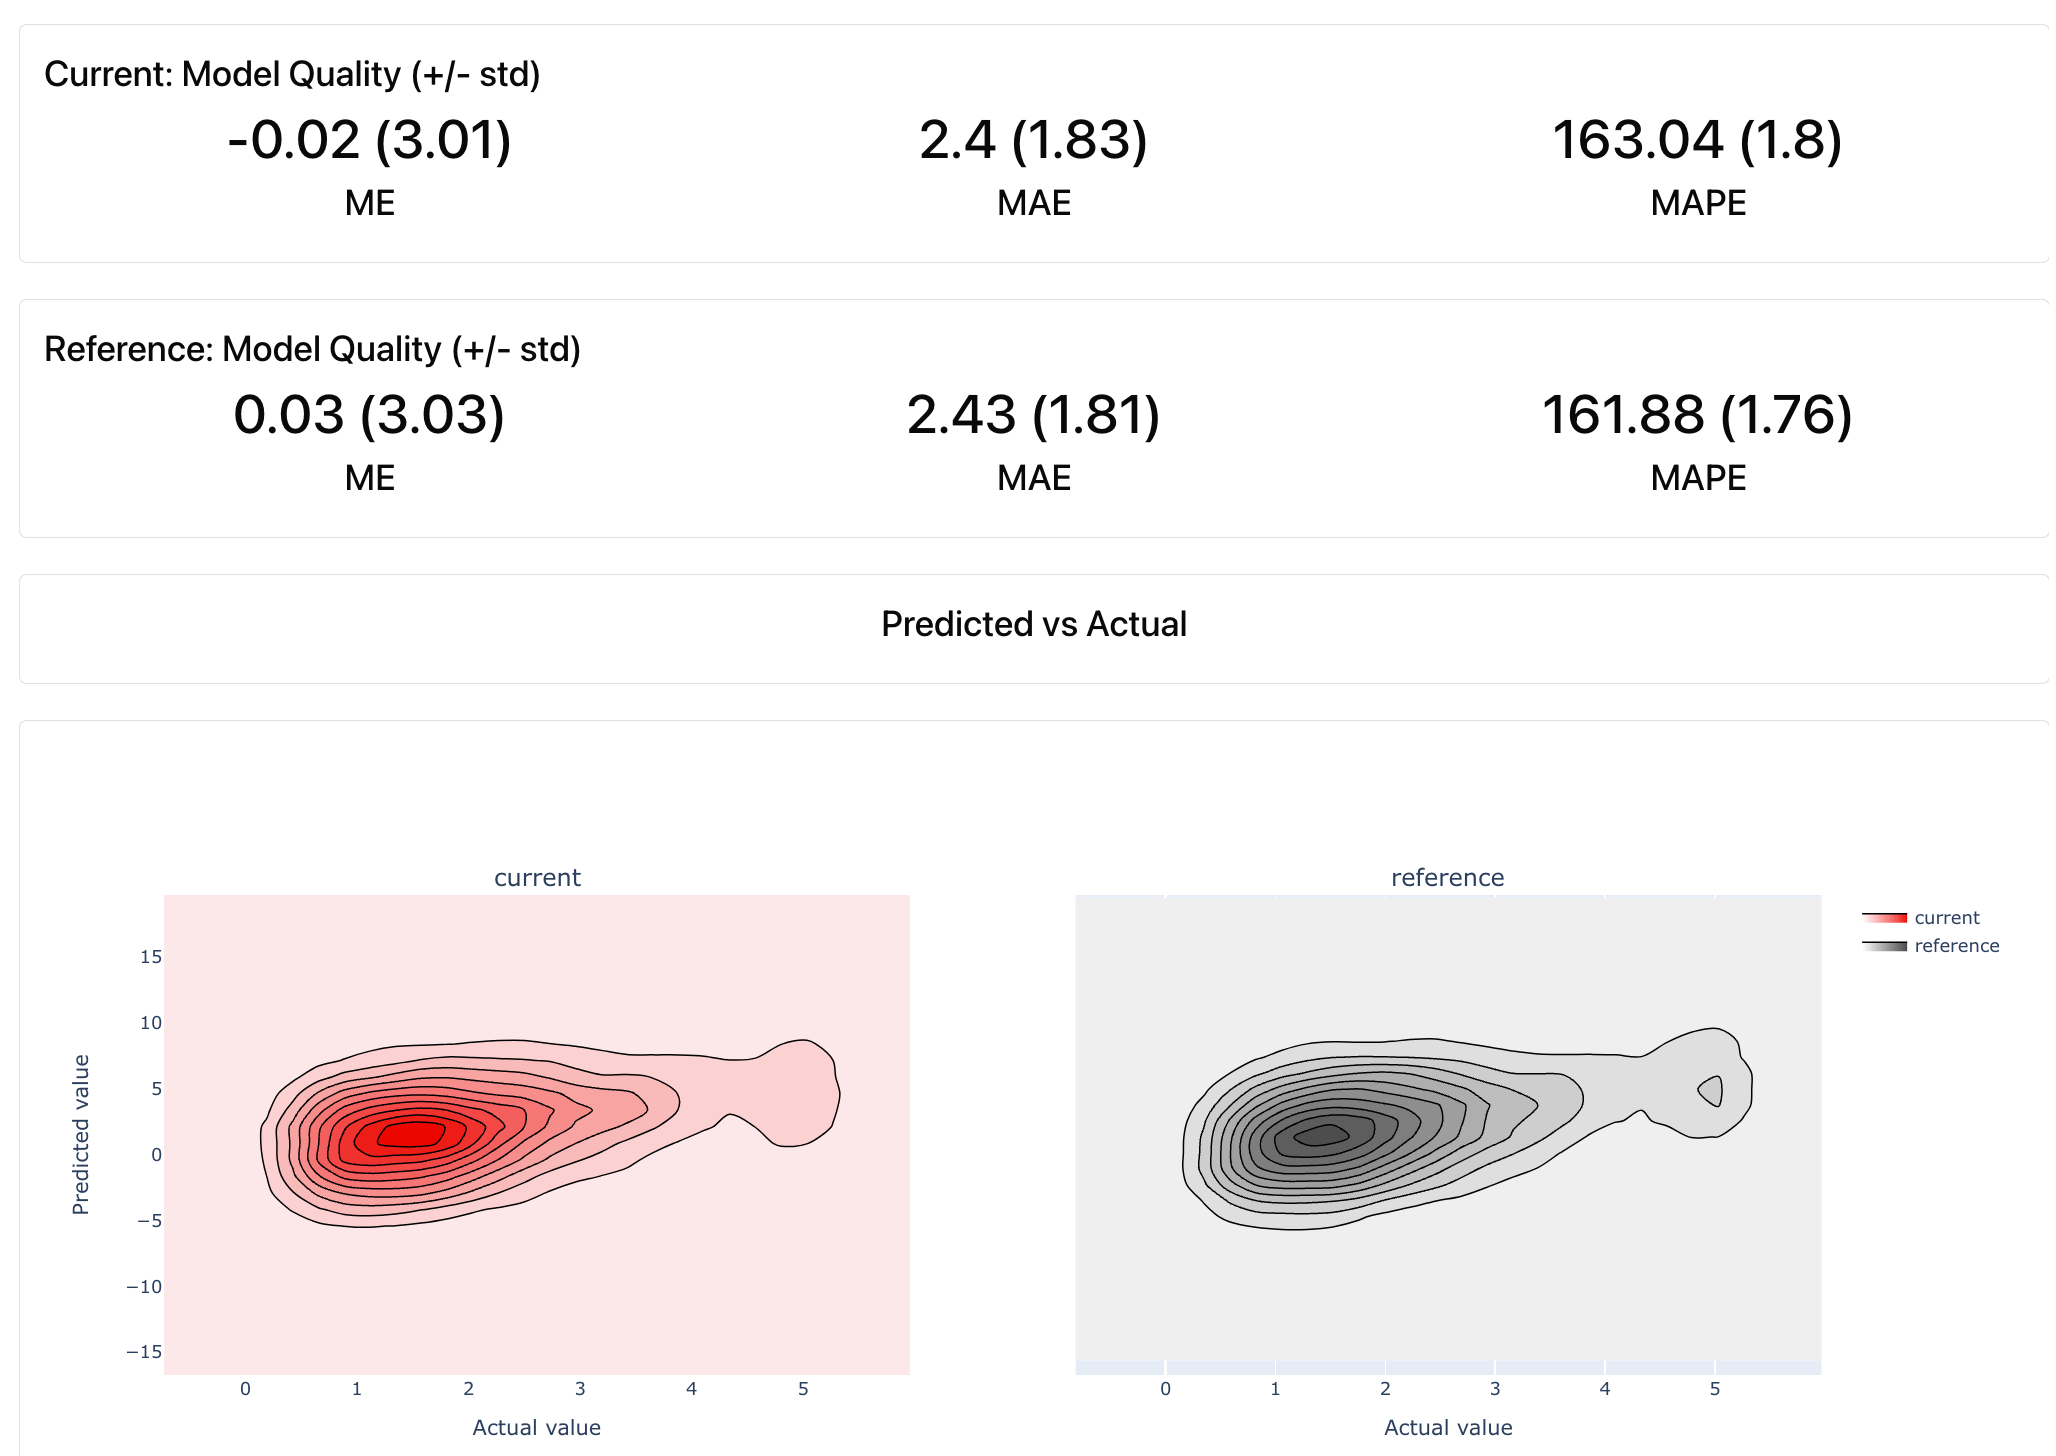 Current: Model Quality (+/- std)
-0.02 (3.01) 2.4 (1.83) 163.04 (1.8)
ME MAE MAPE
Reference: Model Quality (+/- std)
0.03 (3.03) 2.43 (1.81) 161.88 (1.76)
ME MAE MAPE
Predicted vs Actual
current
reference
current
reference
Predicted value
15
10
5
0
−5
−10
−15
0 1 2 3 4 5
Actual value
0 1 2 3 4 5
Actual value